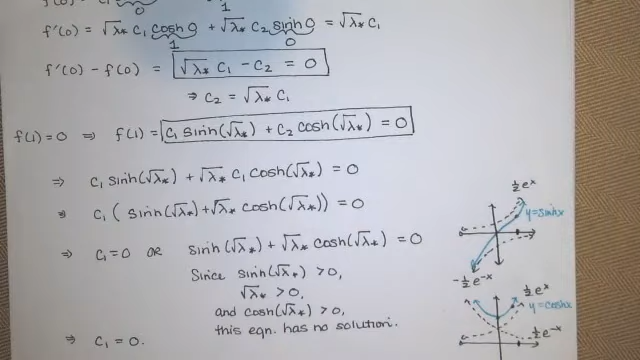 f'(0) = √λ* c₁ cosh 0 + √λ* c₂ sinh 0 = √λ* c₁
1 0
f'(0) - f(0) = √λ* c₁ - c₂ = 0
⇒ c₂ = √λ* c₁
f(1) = 0 ⇒ f(1) = c₁ sinh(√λ*) + c₂ cosh(√λ*) = 0
⇒ c₁ sinh(√λ*) + √λ* c₁ cosh(√λ*) = 0
⇒ c₁ ( sinh(√λ*) + √λ* cosh(√λ*)) = 0
⇒ c₁ = 0 OR sinh(√λ*) + √λ* cosh(√λ*) = 0
Since sinh(√λ*) > 0,
√λ* > 0,
and cosh(√λ*) > 0,
this eqn. has no solution.
⇒ c₁ = 0.
½eˣ
y=sinhx
-½e⁻ˣ
½eˣ
y=coshx
½e⁻ˣ